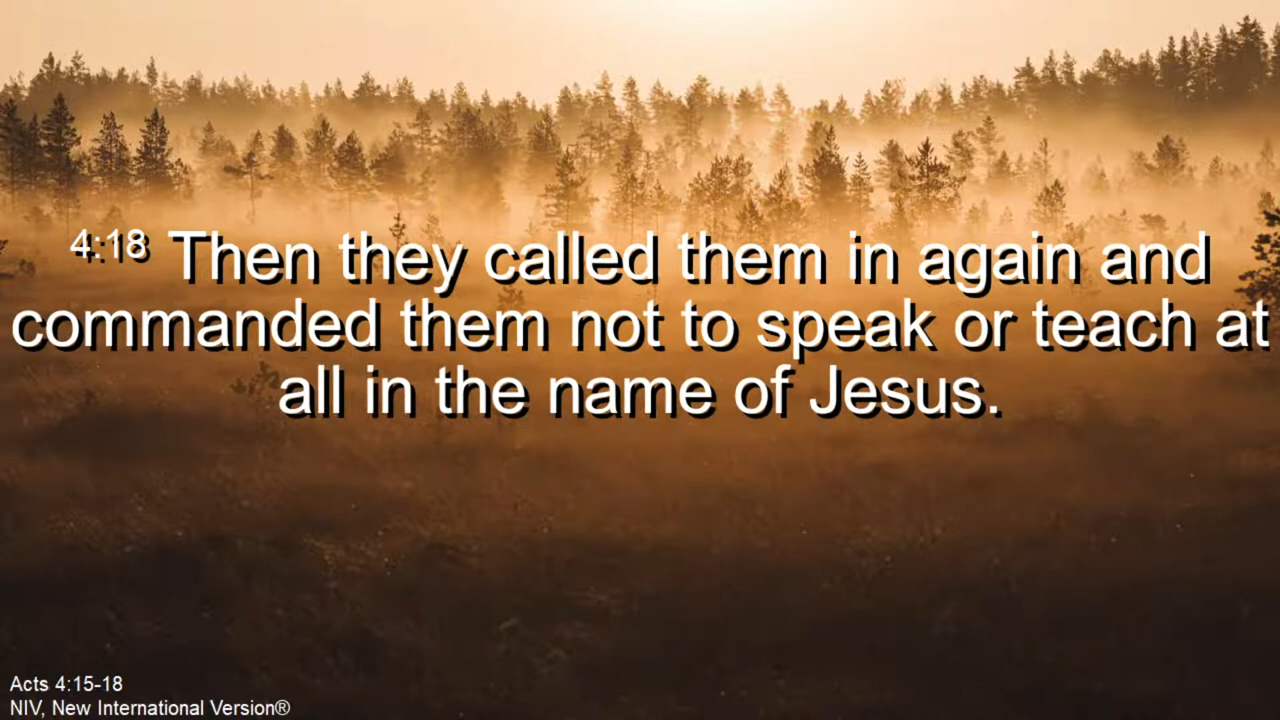 4:18 Then they called them in again and
commanded them not to speak or teach at
all in the name of Jesus.
Acts 4:15-18
NIV, New International Version®